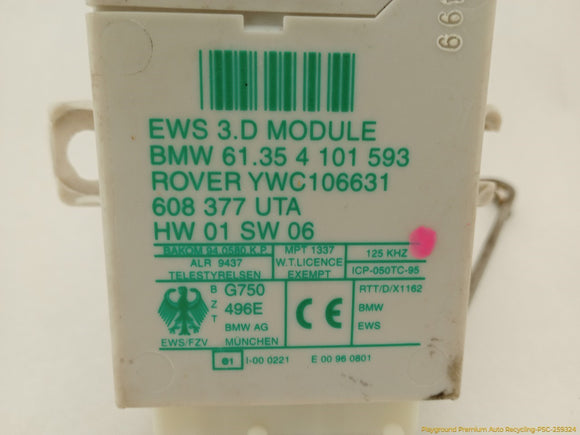 EWS 3.D MODULE
BMW 61.35 4 101 593
ROVER YWC106631
608 377 UTA
HW 01 SW 06
BAKOM 94.0580.K.P.
ALR 9437
TELESTYRELSEN
MPT 1337
W.T.LICENCE
EXEMPT
125 KHZ
ICP-050TC-95
B Z T
G750
496E
BMW AG
MÜNCHEN
EWS/FZV
CE
RTT/D/X1162
BMW
EWS
01 I-00 0221 E 00 96 0801
Playground Premium Auto Recycling-PSC-259324